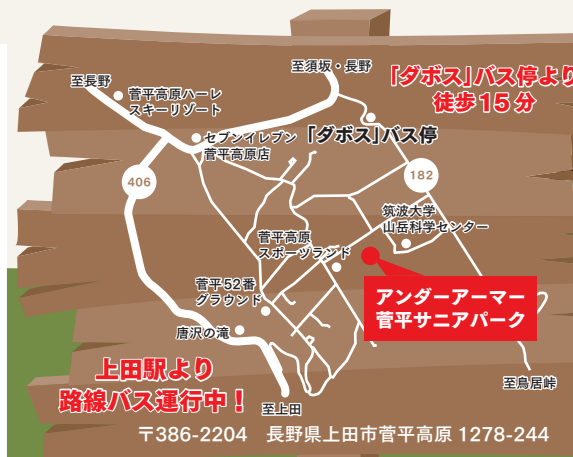 至長野
菅平高原ハーレ
スキーリゾート
至須坂・長野
「ダボス」バス停より
徒歩15分
セブンイレブン
菅平高原店
「ダボス」バス停
406
182
筑波大学
山岳科学センター
菅平高原
スポーツランド
菅平52番
グラウンド
アンダーアーマー
菅平サニアパーク
唐沢の滝
上田駅より
路線バス運行中！
至上田
至鳥居峠
〒386-2204　長野県上田市菅平高原 1278-244